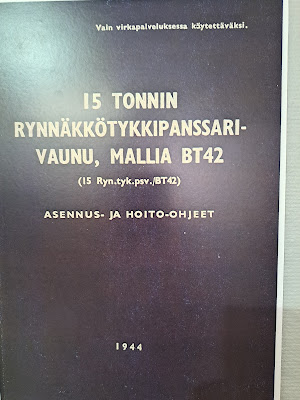 Vain virkapalveluksessa käytettäväksi.
15 TONNIN
RYNNÄKKÖTYKKIPANSSARI-
VAUNU, MALLIA BT42
(15 Ryn.tyk.psv./BT42)
ASENNUS- JA HOITO-OHJEET
1944